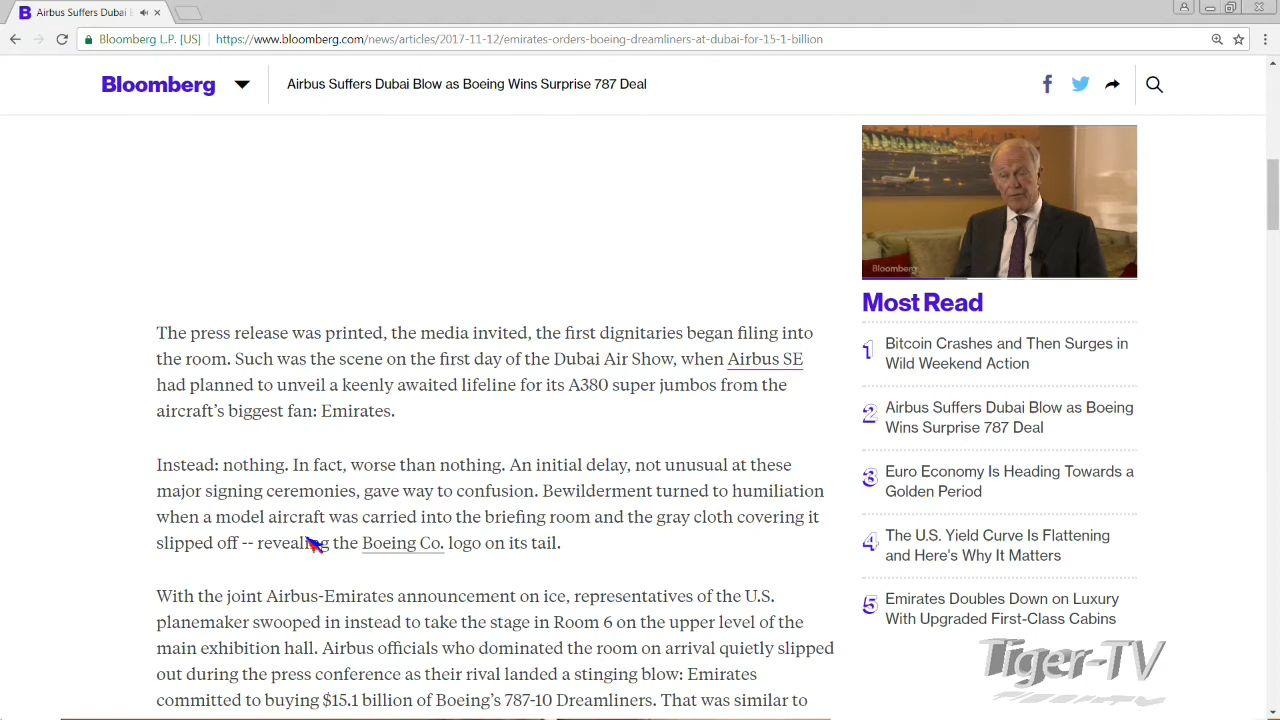 Airbus Suffers Dubai
Bloomberg L.P. [US] https://www.bloomberg.com/news/articles/2017-11-12/emirates-orders-boeing-dreamliners-at-dubai-for-15-1-billion
Bloomberg
Airbus Suffers Dubai Blow as Boeing Wins Surprise 787 Deal
The press release was printed, the media invited, the first dignitaries began filing into
the room. Such was the scene on the first day of the Dubai Air Show, when Airbus SE
had planned to unveil a keenly awaited lifeline for its A380 super jumbos from the
aircraft's biggest fan: Emirates.
Instead: nothing. In fact, worse than nothing. An initial delay, not unusual at these
major signing ceremonies, gave way to confusion. Bewilderment turned to humiliation
when a model aircraft was carried into the briefing room and the gray cloth covering it
slipped off -- revealing the Boeing Co. logo on its tail.
With the joint Airbus-Emirates announcement on ice, representatives of the U.S.
planemaker swooped in instead to take the stage in Room 6 on the upper level of the
main exhibition hall. Airbus officials who dominated the room on arrival quietly slipped
out during the press conference as their rival landed a stinging blow: Emirates
committed to buying $15.1 billion of Boeing's 787-10 Dreamliners. That was similar to
Bloomberg
Most Read
1 Bitcoin Crashes and Then Surges in
Wild Weekend Action
2 Airbus Suffers Dubai Blow as Boeing
Wins Surprise 787 Deal
3 Euro Economy Is Heading Towards a
Golden Period
4 The U.S. Yield Curve Is Flattening
and Here's Why It Matters
5 Emirates Doubles Down on Luxury
With Upgraded First-Class Cabins
Tiger-TV